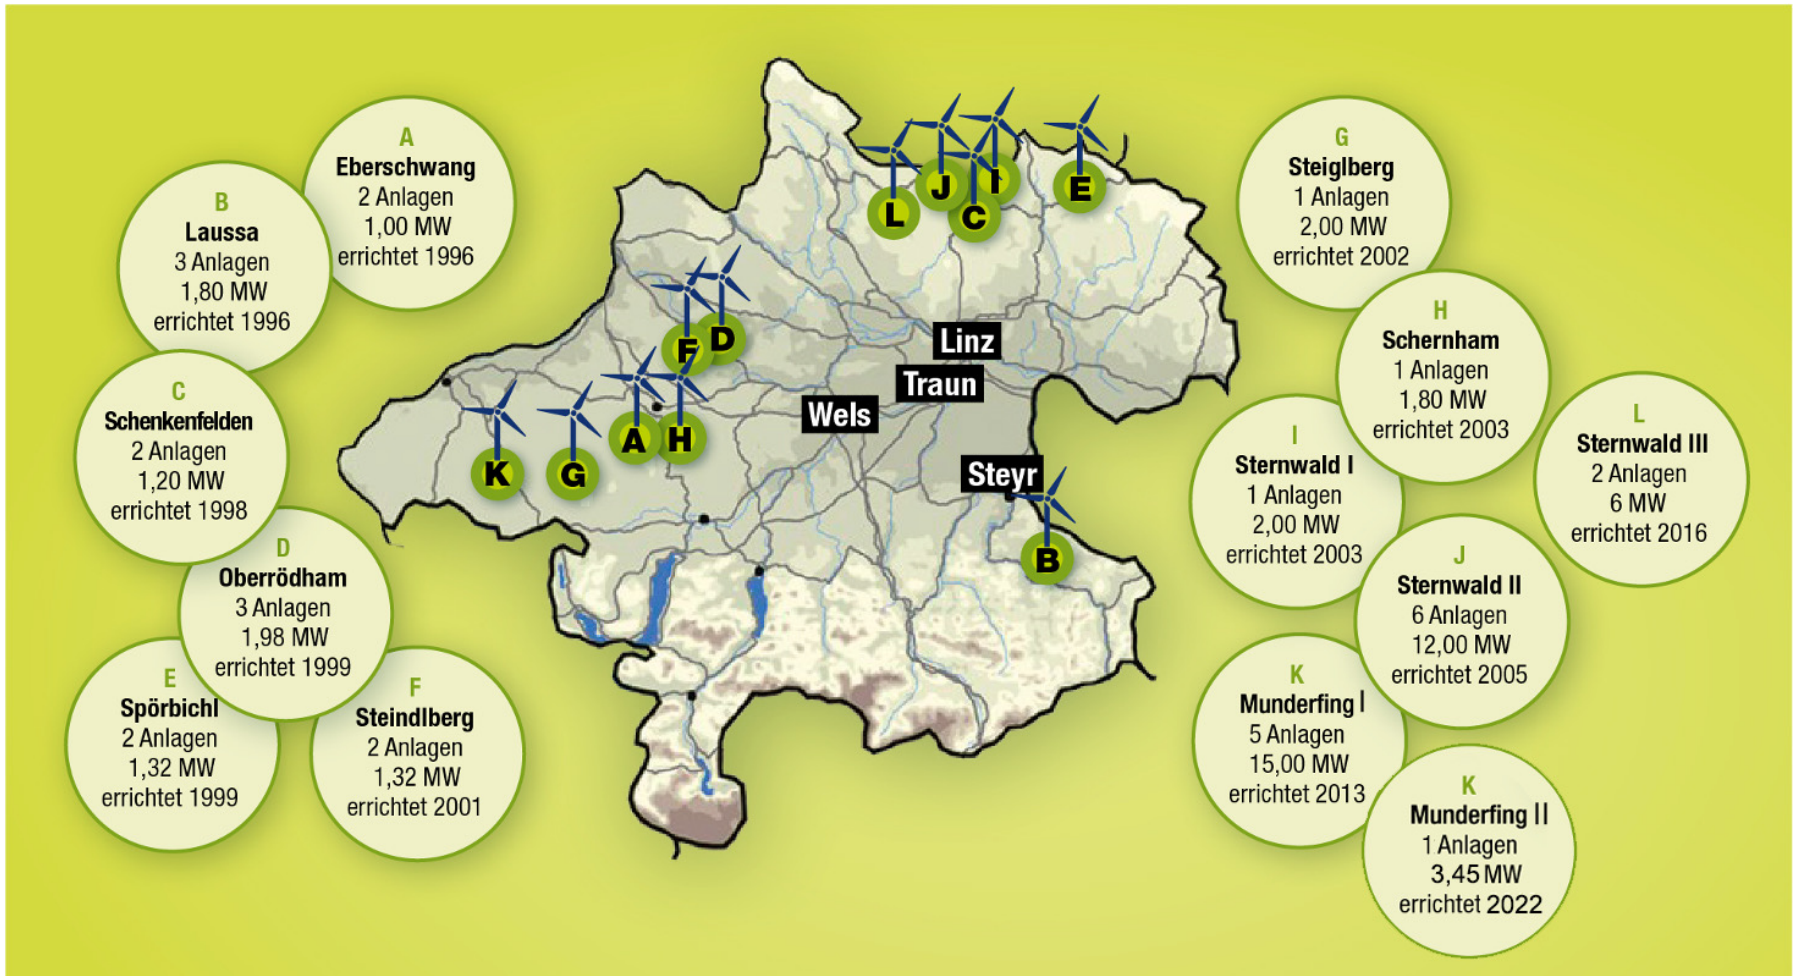 A
Eberschwang
2 Anlagen
1,00 MW
errichtet 1996
B
Laussa
3 Anlagen
1,80 MW
errichtet 1996
C
Schenkenfelden
2 Anlagen
1,20 MW
errichtet 1998
D
Oberrödham
3 Anlagen
1,98 MW
errichtet 1999
E
Spörbichl
2 Anlagen
1,32 MW
errichtet 1999
F
Steindlberg
2 Anlagen
1,32 MW
errichtet 2001
L
J
I
C
E
F
D
A
H
K
G
B
Linz
Traun
Wels
Steyr
G
Steiglberg
1 Anlagen
2,00 MW
errichtet 2002
H
Schernham
1 Anlagen
1,80 MW
errichtet 2003
I
Sternwald I
1 Anlagen
2,00 MW
errichtet 2003
L
Sternwald III
2 Anlagen
6 MW
errichtet 2016
J
Sternwald II
6 Anlagen
12,00 MW
errichtet 2005
K
Munderfing I
5 Anlagen
15,00 MW
errichtet 2013
K
Munderfing II
1 Anlagen
3,45 MW
errichtet 2022